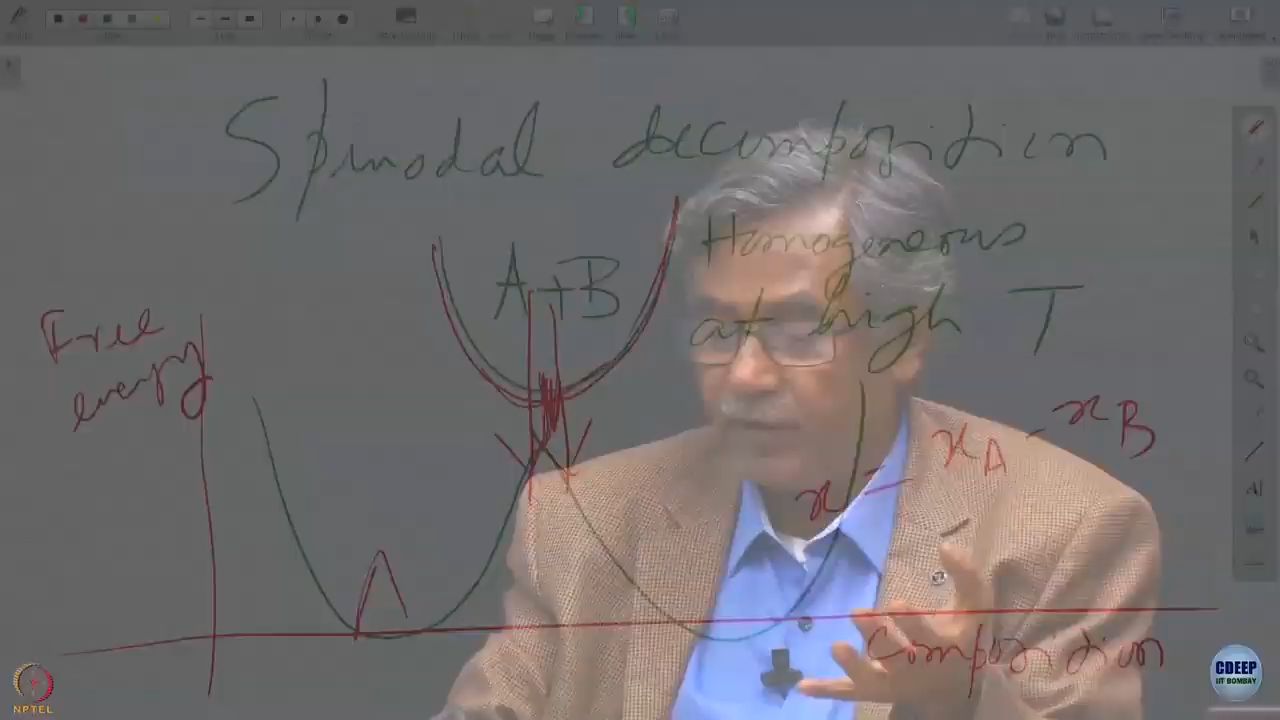 Spinodal decomposition
A+B
Homogeneous
at high T
Free
energy
x = xA - xB
Composition
NPTEL
CDEEP
IIT BOMBAY